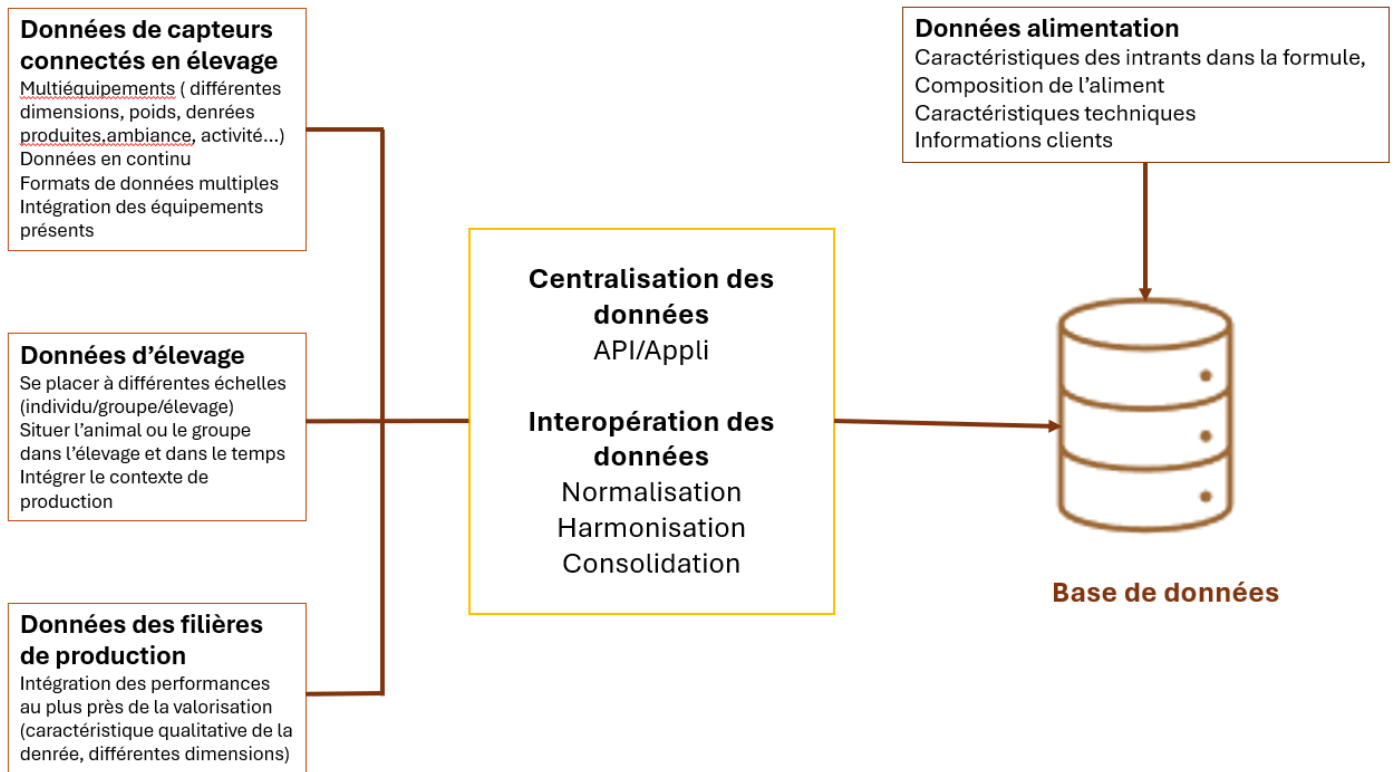 Données de capteurs
connectés en élevage
Multiéquipements ( différentes
dimensions, poids, denrées
produites,ambiance, activité...)
Données en continu
Formats de données multiples
Intégration des équipements
présents
Données d’élevage
Se placer à différentes échelles
(individu/groupe/élevage)
Situer l’animal ou le groupe
dans l’élevage et dans le temps
Intégrer le contexte de
production
Données des filières
de production
Intégration des performances
au plus près de la valorisation
(caractéristique qualitative de la
denrée, différentes dimensions)
Centralisation des
données
API/Appli
Interopération des
données
Normalisation
Harmonisation
Consolidation
Données alimentation
Caractéristiques des intrants dans la formule,
Composition de l’aliment
Caractéristiques techniques
Informations clients
Base de données